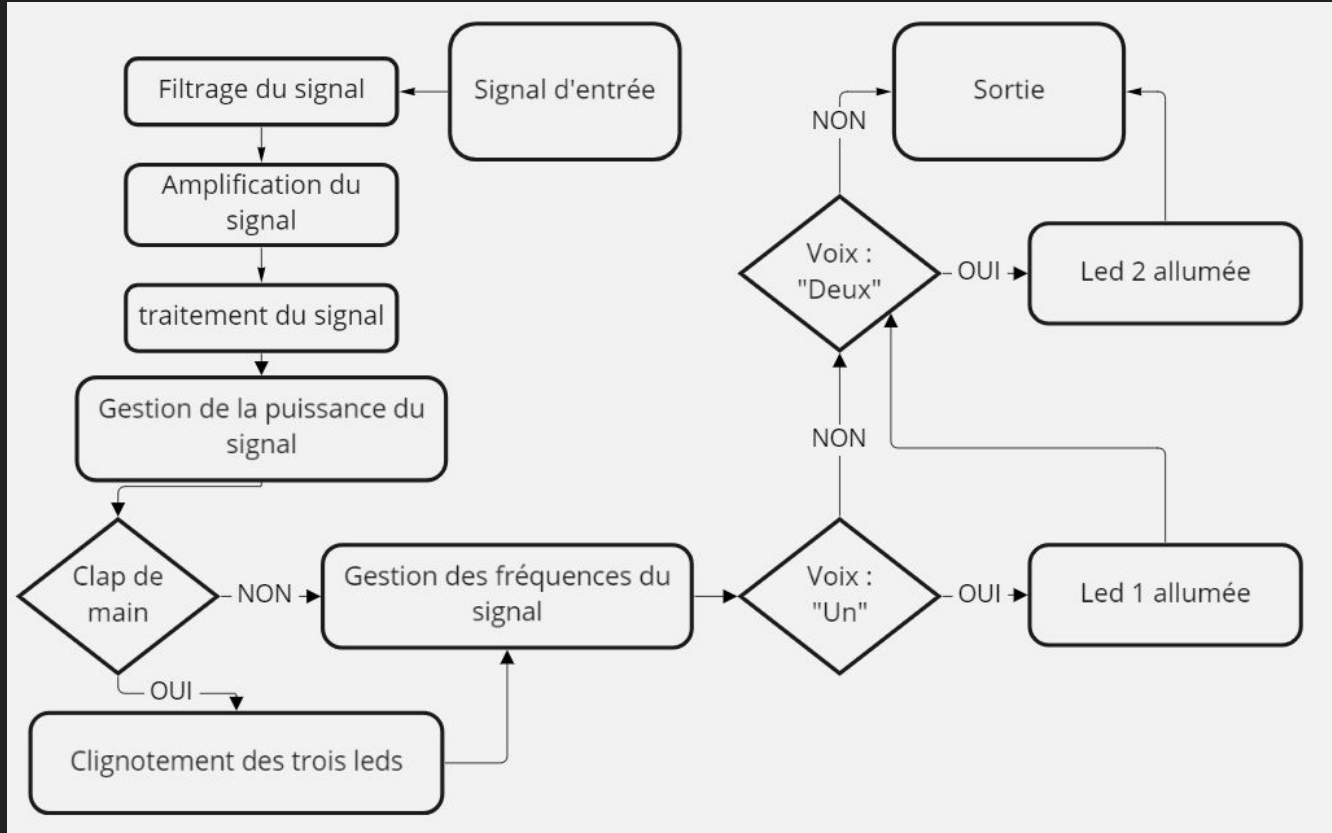 Signal d'entrée
Filtrage du signal
Amplification du
signal
traitement du signal
Gestion de la puissance du
signal
Clap de
main
NON
OUI
Clignotement des trois leds
Gestion des fréquences du
signal
Voix :
"Un"
OUI
Led 1 allumée
NON
Voix :
"Deux"
OUI
Led 2 allumée
NON
Sortie